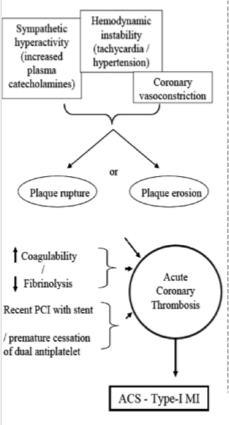 Sympathetic
hyperactivity
(increased
plasma
catecholamines)
Hemodynamic
instability
(tachycardia /
hypertension)
Coronary
vasoconstriction
or
Plaque rupture
Plaque erosion
↑ Coagulability
/
↓ Fibrinolysis
Recent PCI with stent
/ premature cessation
of dual antiplatelet
Acute
Coronary
Thrombosis
ACS - Type-I MI